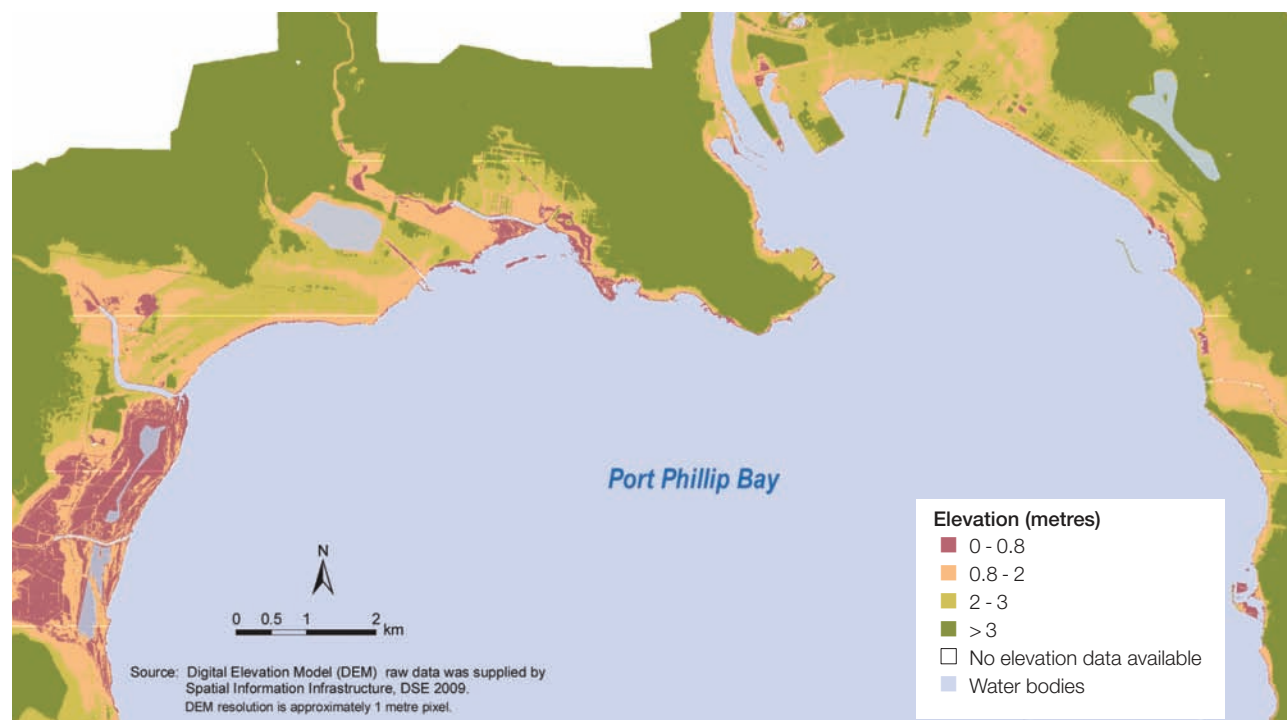 Port Phillip Bay
N
0 0.5 1 2
km
Source: Digital Elevation Model (DEM) raw data was supplied by
Spatial Information Infrastructure, DSE 2009.
DEM resolution is approximately 1 metre pixel.
Elevation (metres)
0 - 0.8
0.8 - 2
2 - 3
> 3
No elevation data available
Water bodies